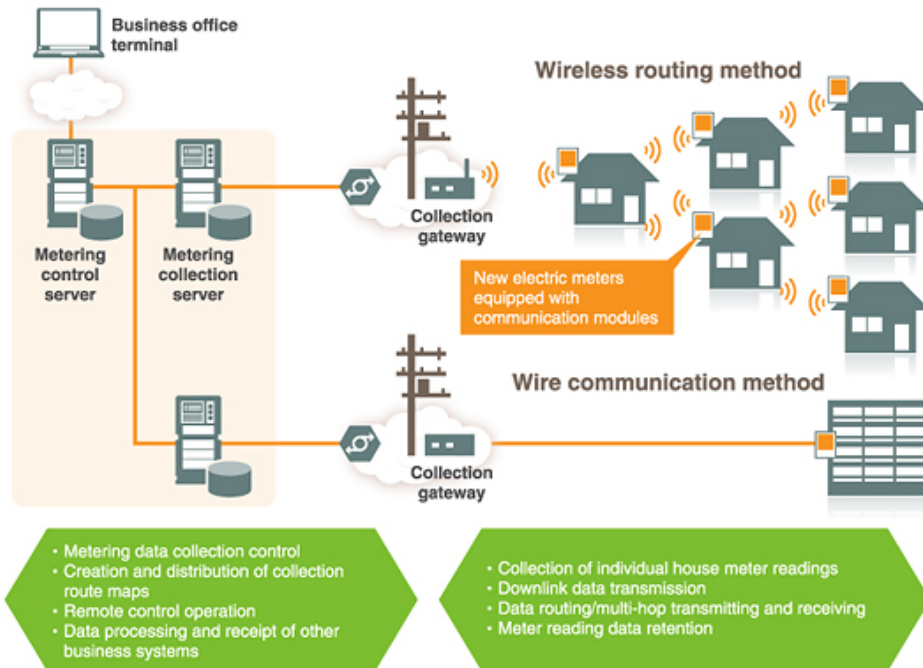 Business office
terminal
Wireless routing method
Metering
control
server
Metering
collection
server
Collection
gateway
New electric meters
equipped with
communication modules
Wire communication method
Collection
gateway
• Metering data collection control
• Creation and distribution of collection
route maps
• Remote control operation
• Data processing and receipt of other
business systems
• Collection of individual house meter readings
• Downlink data transmission
• Data routing/multi-hop transmitting and receiving
• Meter reading data retention